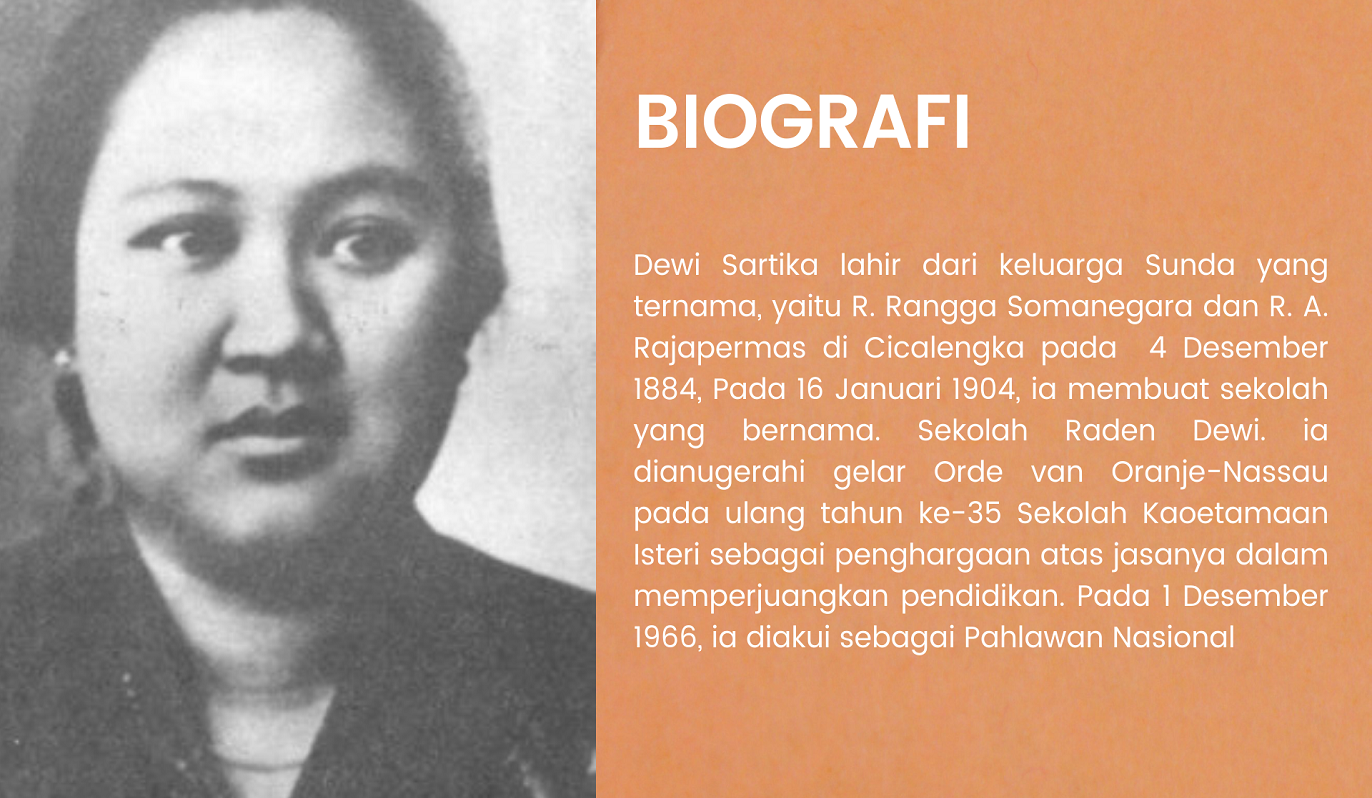 BIOGRAFI
Dewi Sartika lahir dari keluarga Sunda yang
ternama, yaitu R. Rangga Somanegara dan R. A.
Rajapermas di Cicalengka pada 4 Desember
1884, Pada 16 Januari 1904, ia membuat sekolah
yang bernama. Sekolah Raden Dewi. ia
dianugerahi gelar Orde van Oranje-Nassau
pada ulang tahun ke-35 Sekolah Kaoetamaan
Isteri sebagai penghargaan atas jasanya dalam
memperjuangkan pendidikan. Pada 1 Desember
1966, ia diakui sebagai Pahlawan Nasional